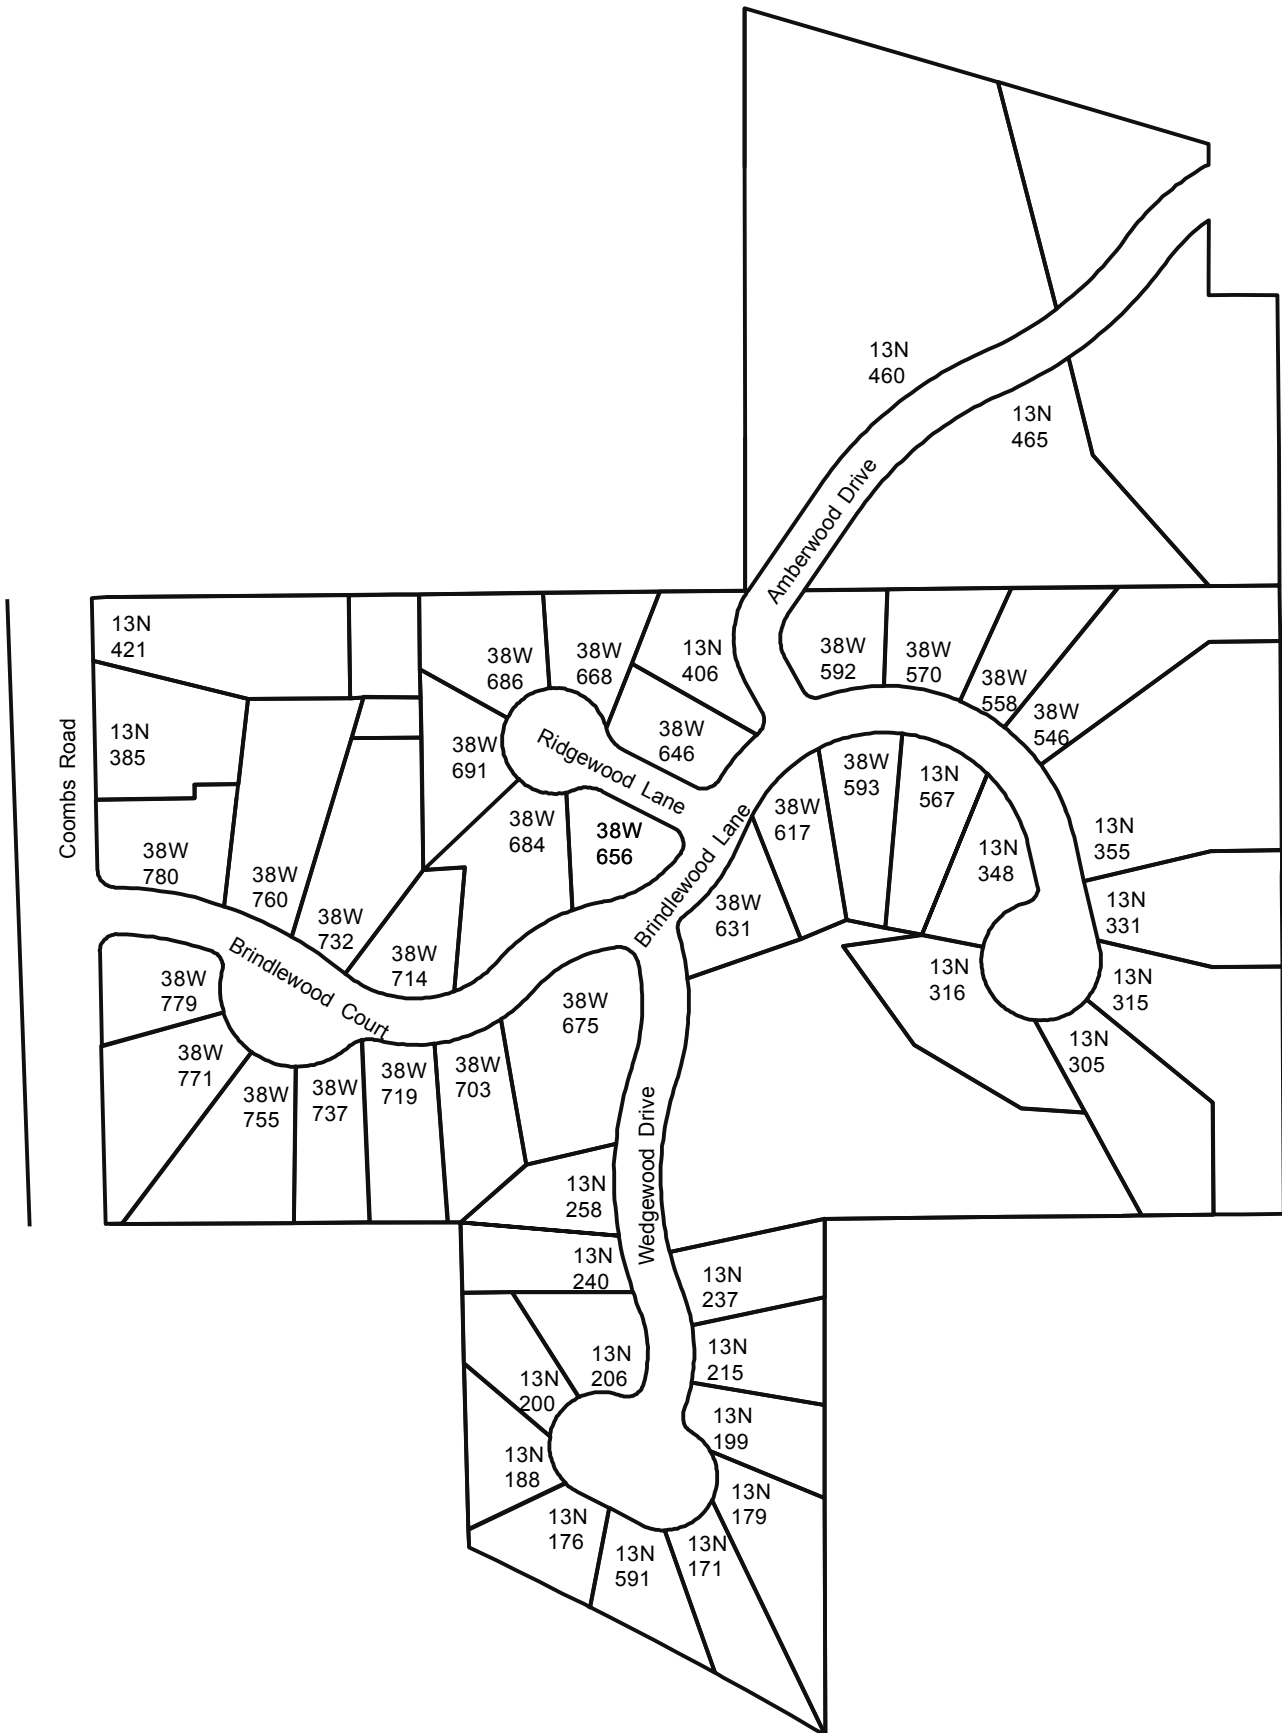 13N
460
13N
465
Amberwood Drive
13N
421
13N
385
Coombs Road
38W
780
38W
760
38W
732
38W
714
38W
686
38W
668
13N
406
38W
646
38W
691
Ridgewood Lane
38W
684
38W
656
Brindlewood Lane
38W
592
38W
570
38W
558
38W
546
38W
617
38W
593
13N
567
13N
348
38W
631
13N
355
13N
331
13N
316
13N
315
13N
305
Brindlewood Court
38W
779
38W
771
38W
755
38W
737
38W
719
38W
703
38W
675
Wedgewood Drive
13N
258
13N
240
13N
237
13N
215
13N
206
13N
200
13N
199
13N
188
13N
179
13N
176
13N
591
13N
171